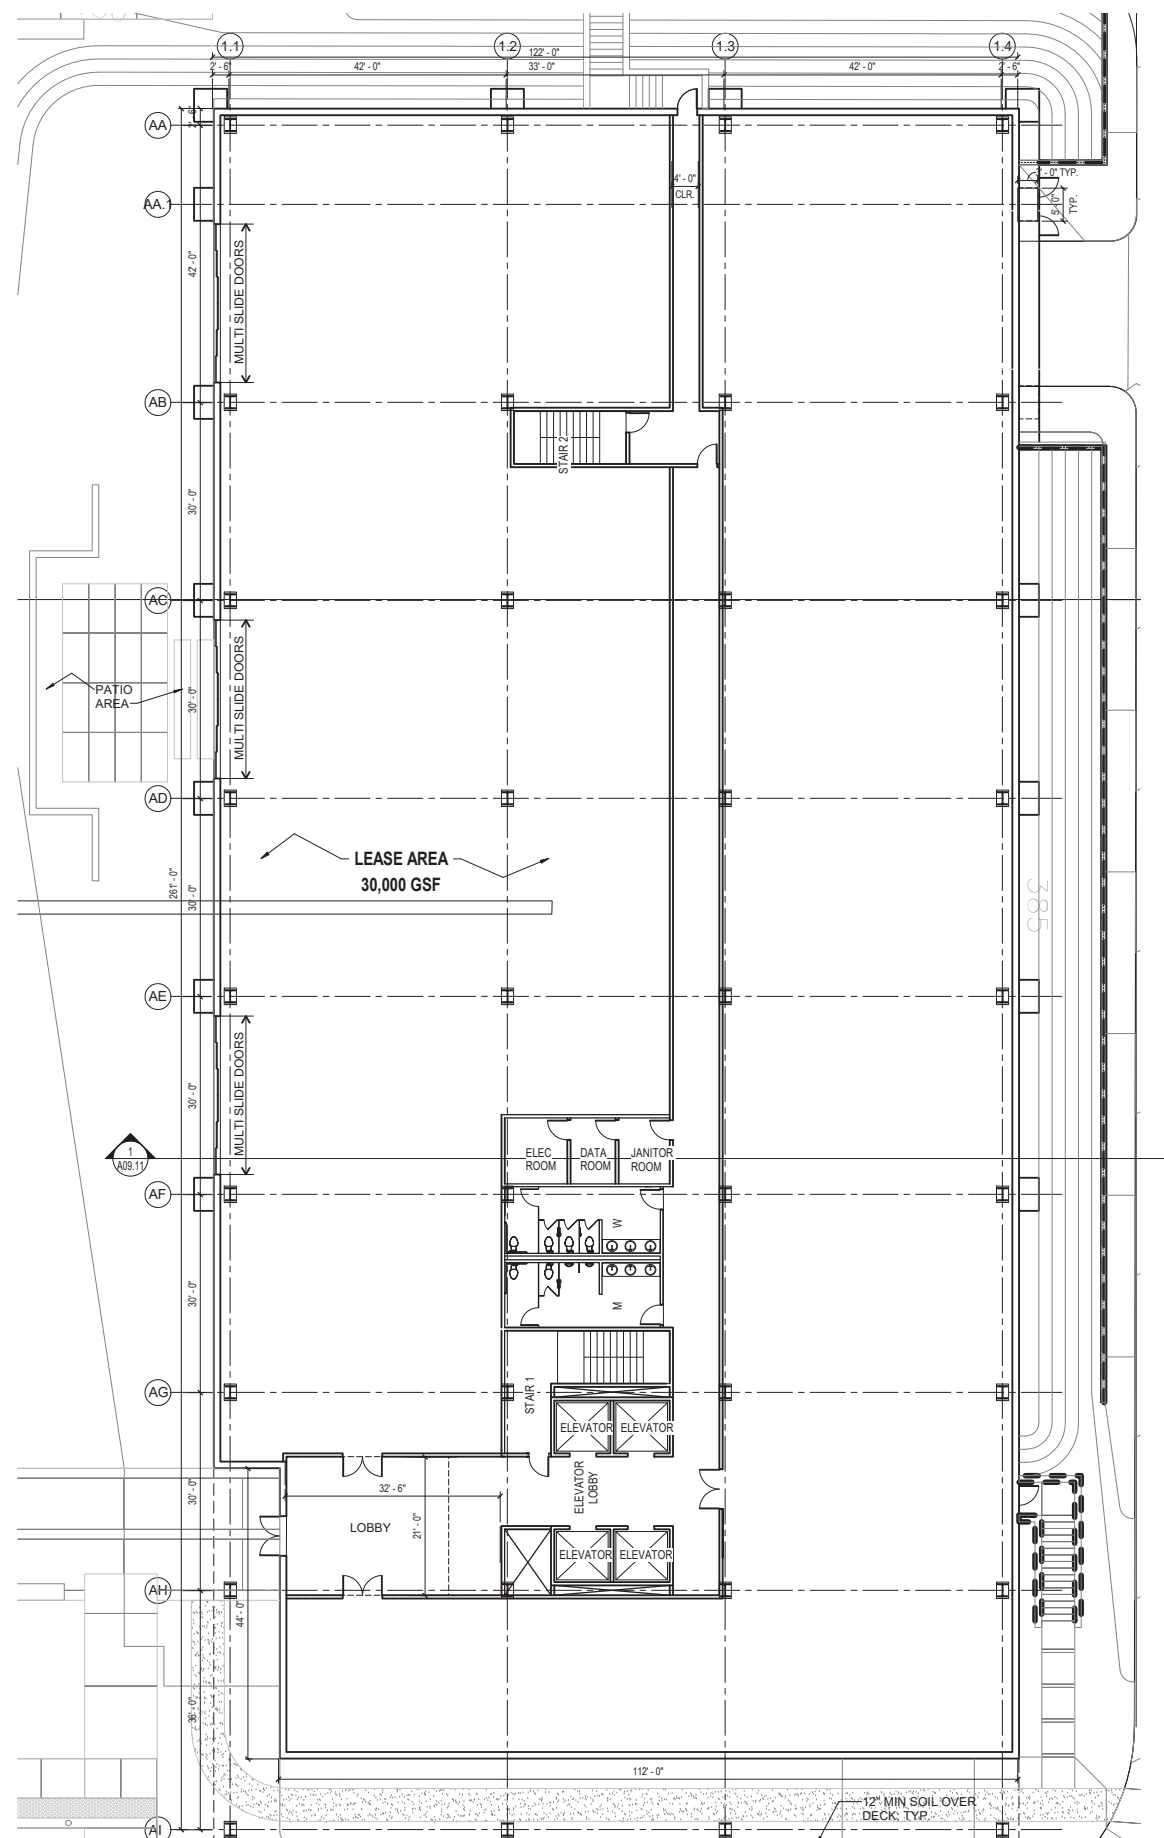 1.1
1.2
1.3
1.4
122' - 0"
2' - 6"
42' - 0"
33' - 0"
42' - 0"
2' - 6"
AA
4' - 0"
CLR.
3' - 0" TYP.
5' - 0"
TYP.
AA.1
42' - 0"
MULTI SLIDE DOORS
AB
STAIR 2
30' - 0"
AC
MULTI SLIDE DOORS
PATIO
AREA
30' - 0"
AD
LEASE AREA
30,000 GSF
261' - 0"
30' - 0"
385
AE
MULTI SLIDE DOORS
30' - 0"
1
A09.11
ELEC
ROOM
DATA
ROOM
JANITOR
ROOM
AF
W
30' - 0"
M
STAIR 1
AG
ELEVATOR
ELEVATOR
30' - 0"
32' - 6"
ELEVATOR
LOBBY
LOBBY
21' - 0"
ELEVATOR
ELEVATOR
AH
44' - 0"
36' - 0"
112' - 0"
12" MIN SOIL OVER
DECK, TYP.
AI